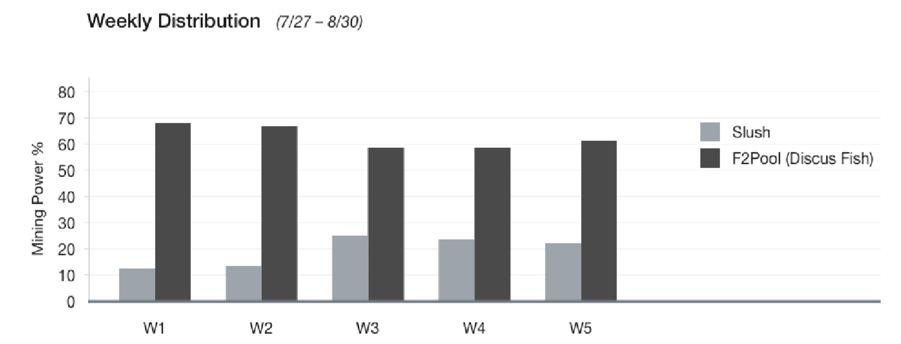 Weekly Distribution (7/27 – 8/30)
Mining Power %
80
70
60
50
40
30
20
10
0
W1 W2 W3 W4 W5
Slush
F2Pool (Discus Fish)